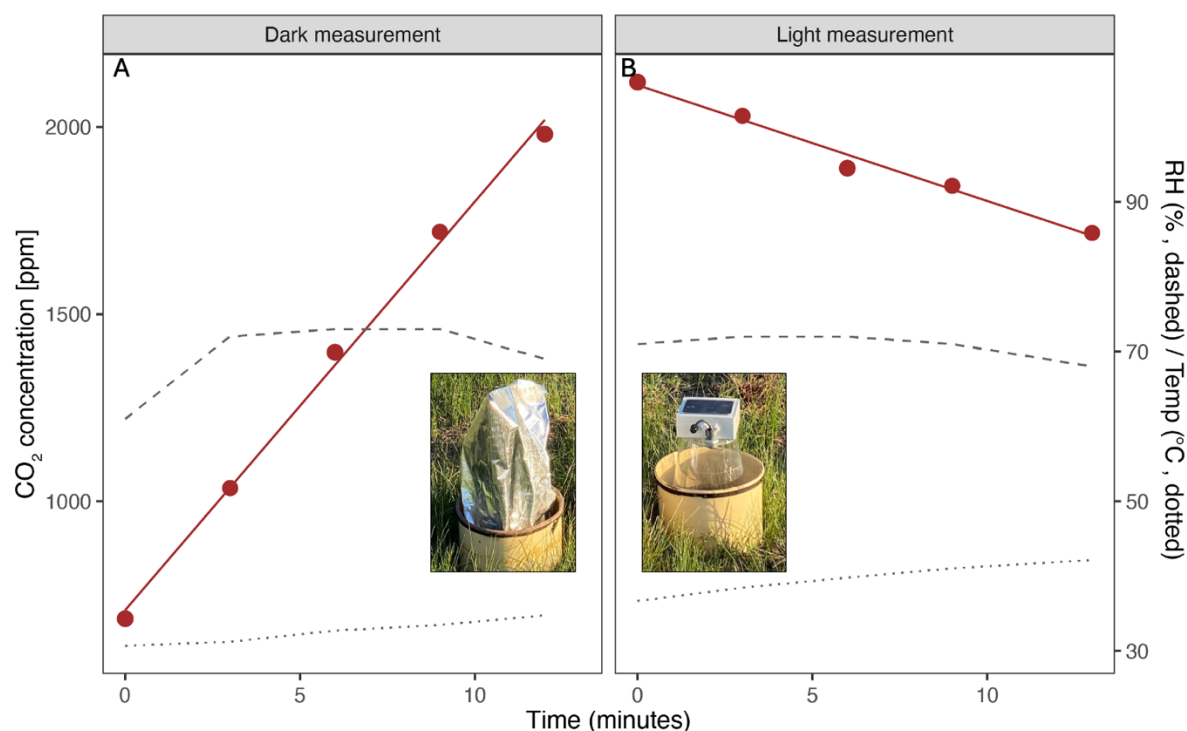 Dark measurement
Light measurement
A
B
2000
1500
1000
CO₂ concentration [ppm]
90
70
50
30
RH (% , dashed) / Temp (°C , dotted)
0
5
10
0
5
10
Time (minutes)